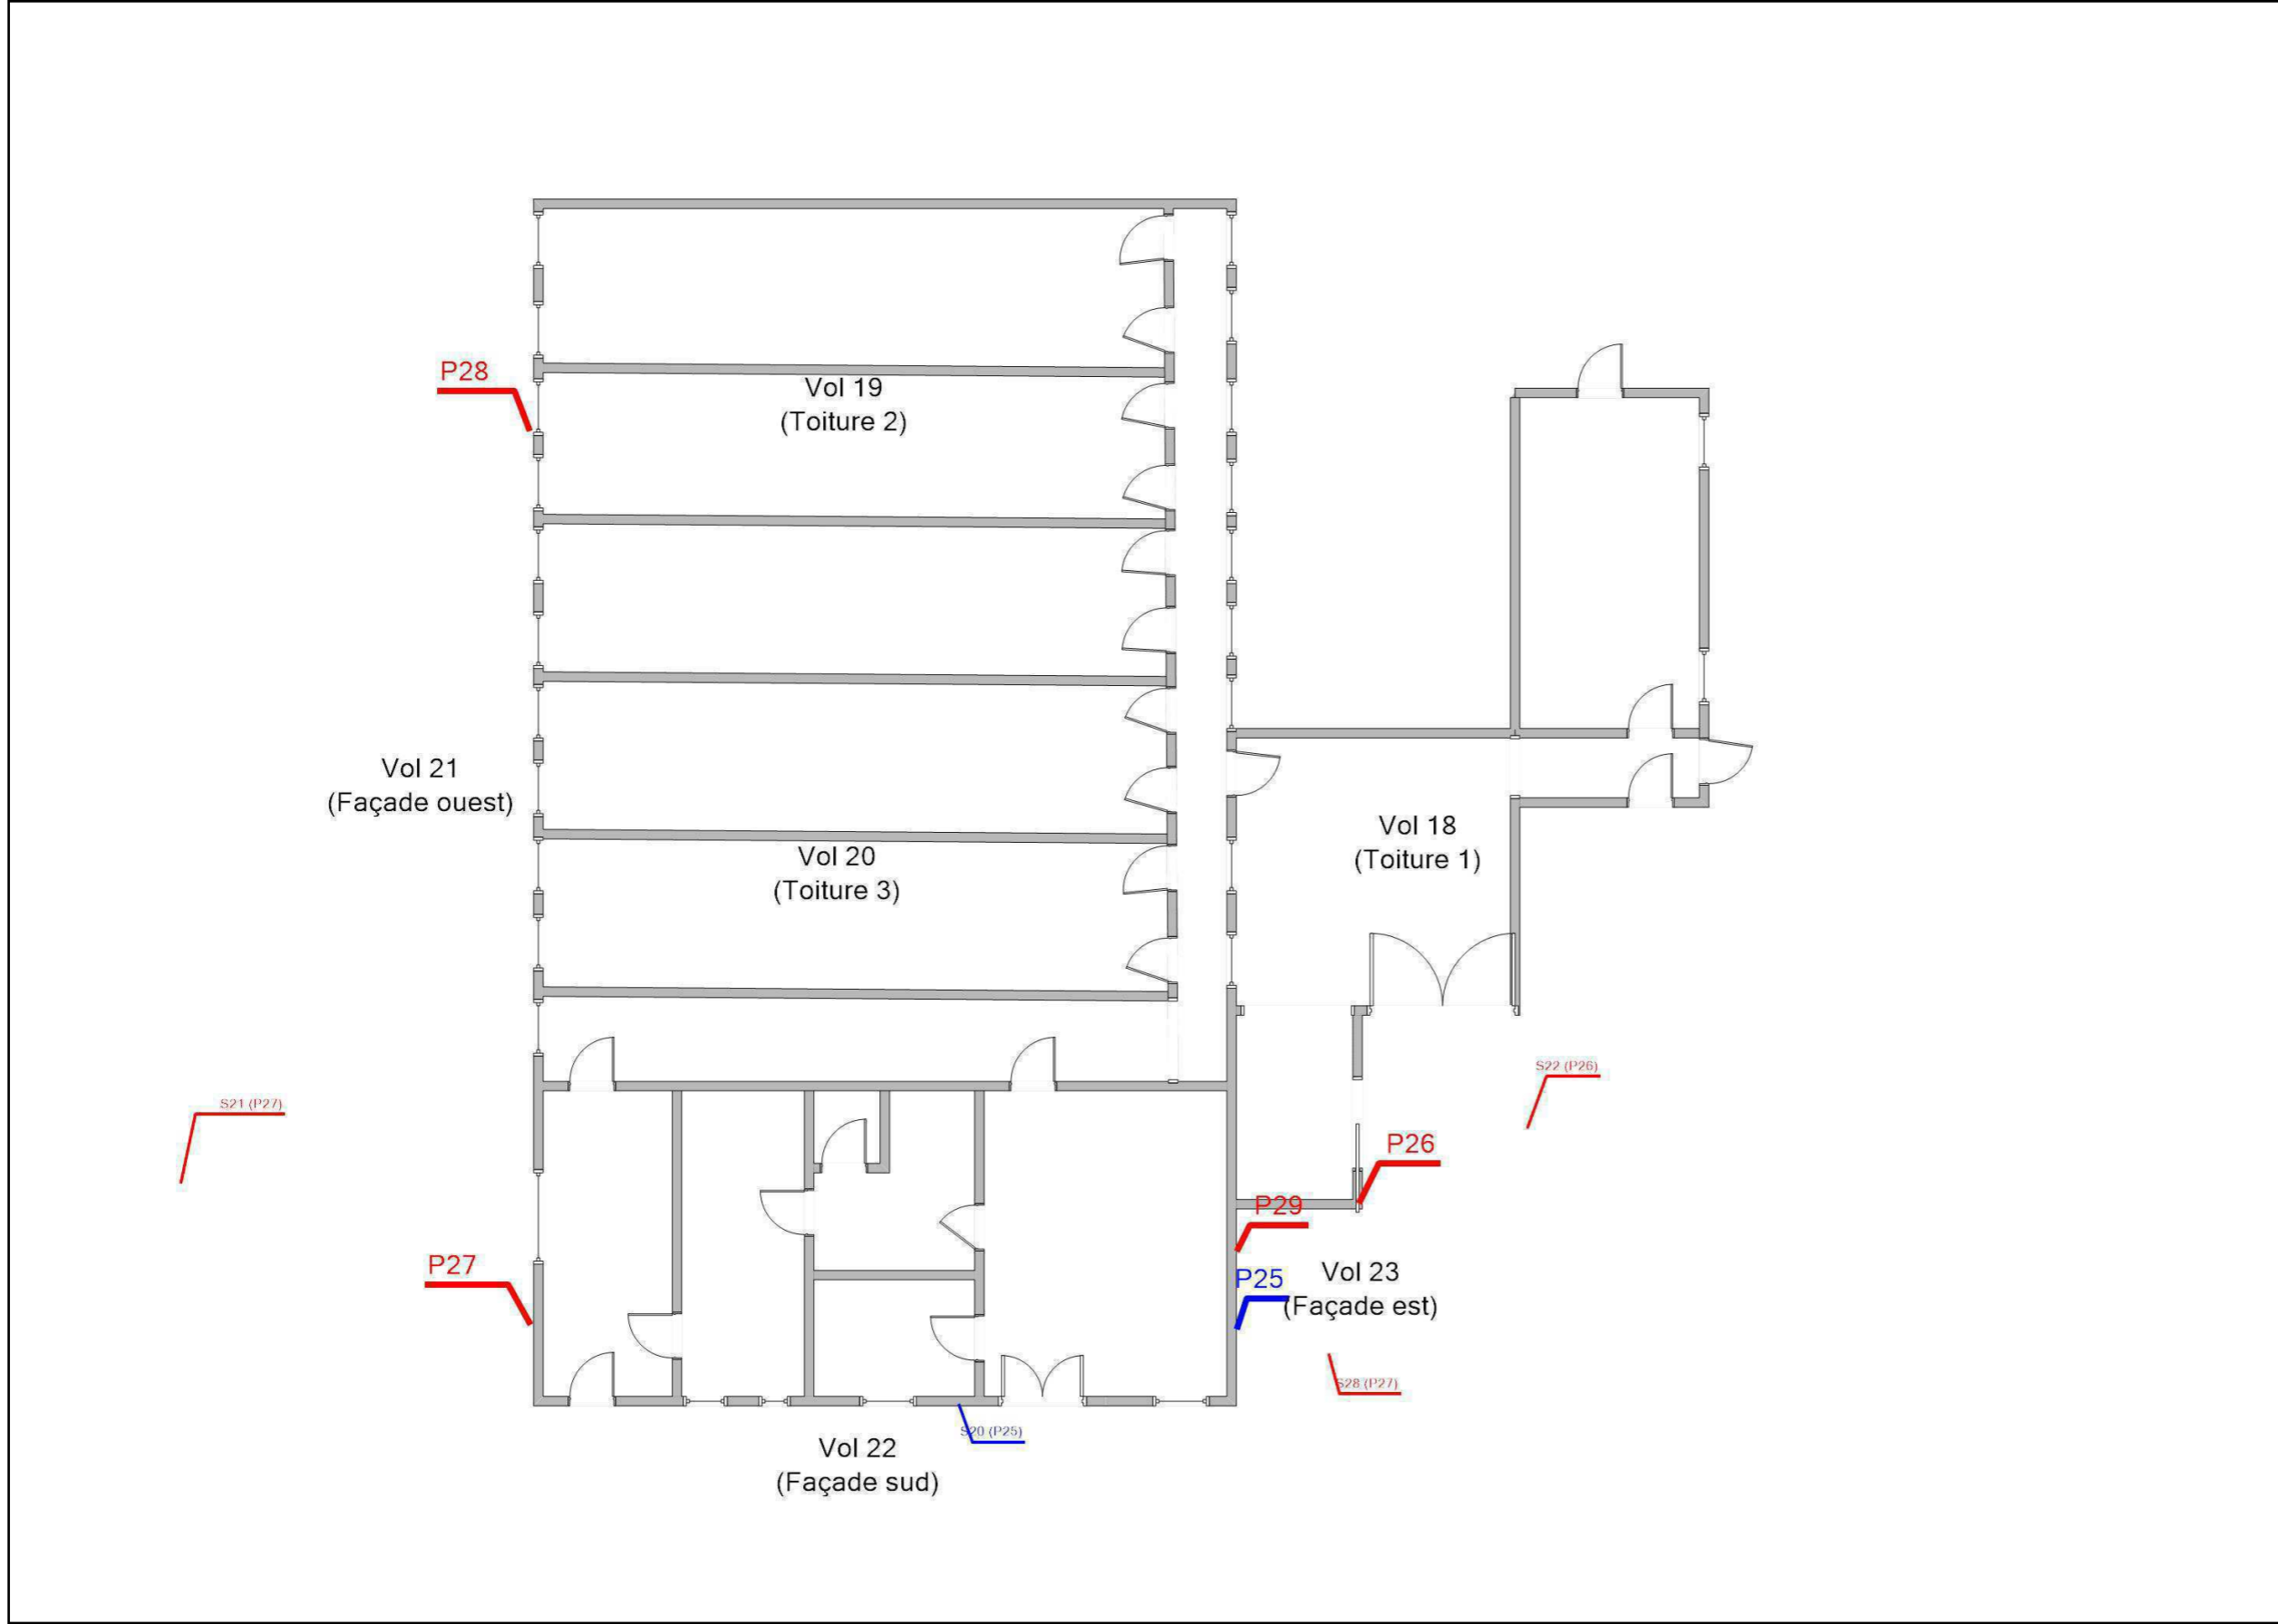 P28
Vol 19
(Toiture 2)
Vol 21
(Façade ouest)
Vol 18
(Toiture 1)
Vol 20
(Toiture 3)
S22 (P26)
S21 (P27)
P26
P29
P27
P25
Vol 23
(Façade est)
S28 (P27)
S20 (P25)
Vol 22
(Façade sud)